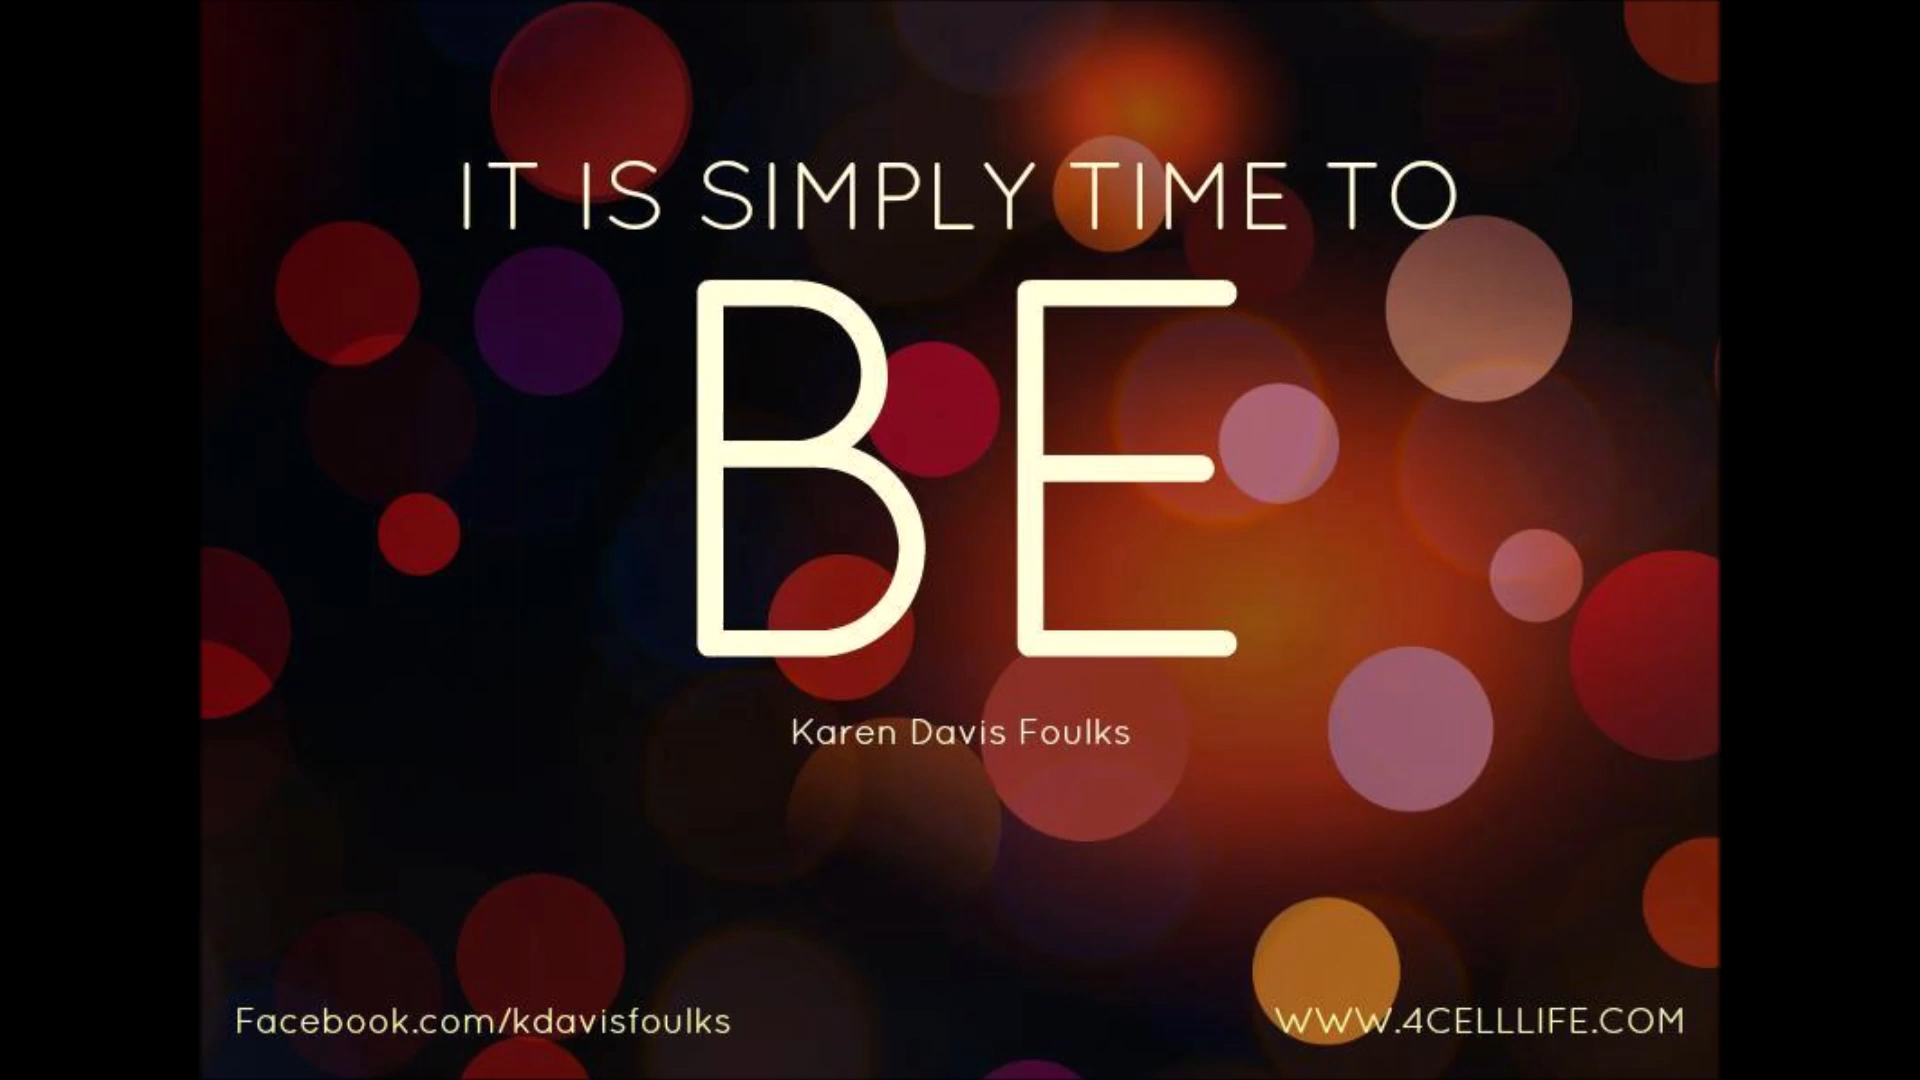 IT IS SIMPLY TIME TO
BE
Karen Davis Foulks
Facebook.com/kdavisfoulks
WWW.4CELLLIFE.COM